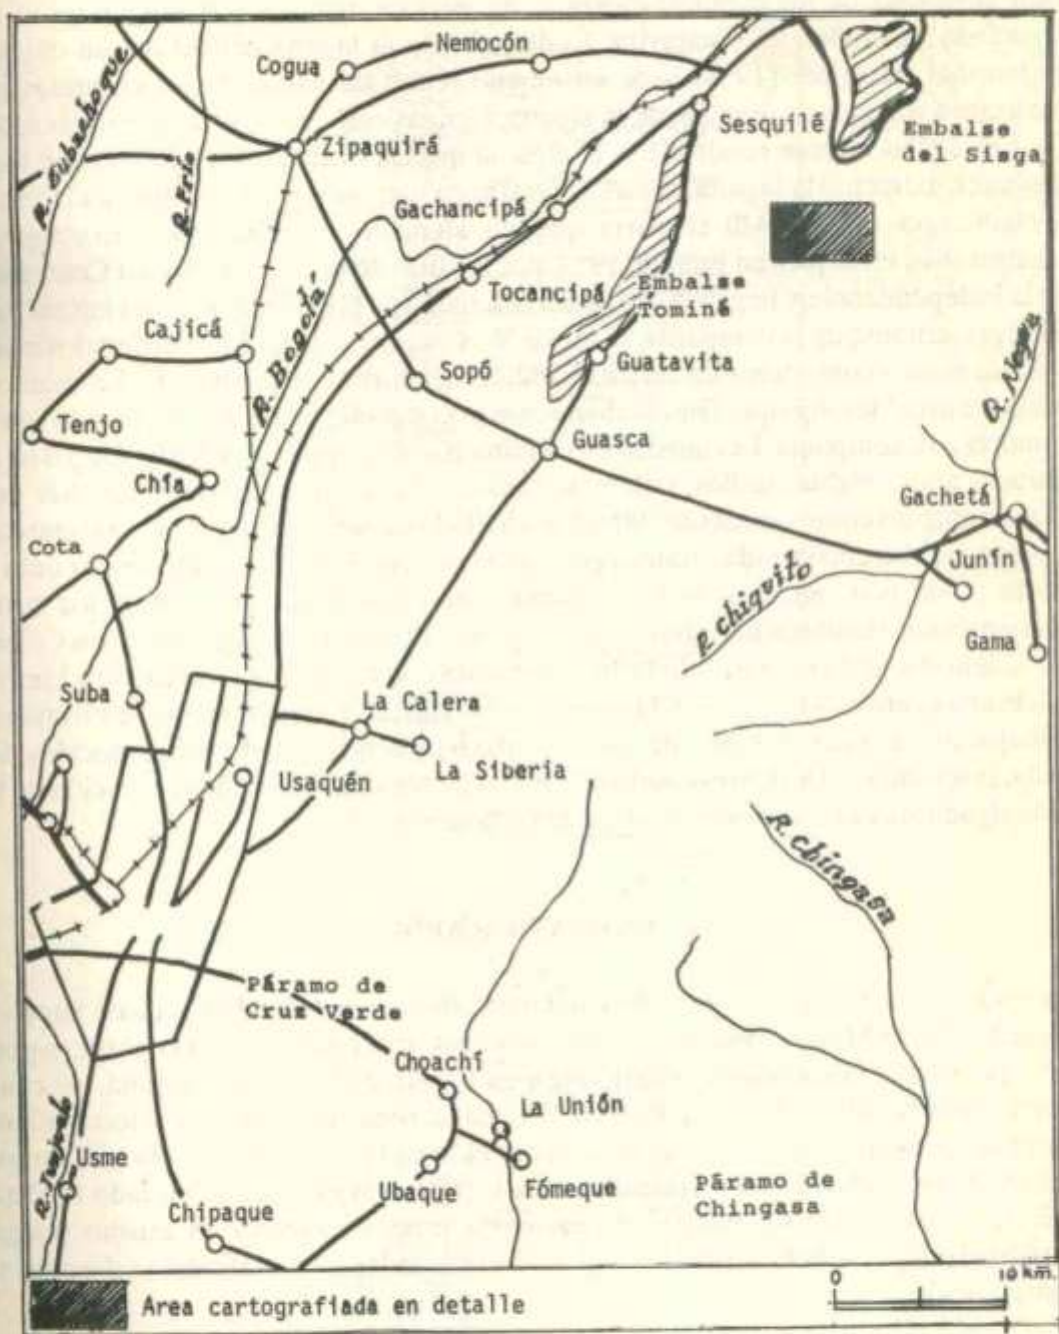 Nemocón
Cogua
Sesquilé
Embalse
del Sisga
R. Subachoque
R. Frío
Zipaquirá
Gachancipá
Tocancipá
Embalse
Tominé
Cajicá
R. Bogotá
Sopó
Guatavita
R. Negro
Tenjo
Guasca
Chía
Gachetá
Cota
Junín
R. chiquito
Gama
Suba
La Calera
La Siberia
Usaquén
R. chingasa
Páramo de
Cruz Verde
Choachí
La Unión
R. Tunjuelo
Usme
Ubaque
Fómeque
Páramo de
Chingasa
Chipaque
0 10 km.
Area cartografiada en detalle